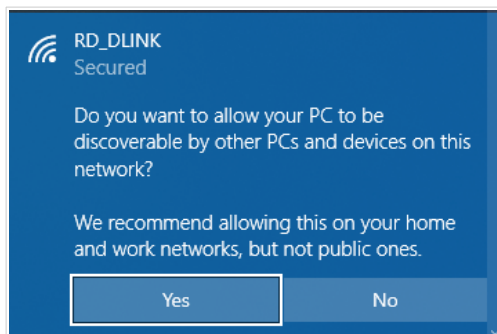 RD_DLINK
Secured
Do you want to allow your PC to be
discoverable by other PCs and devices on this
network?
We recommend allowing this on your home
and work networks, but not public ones.
Yes
No